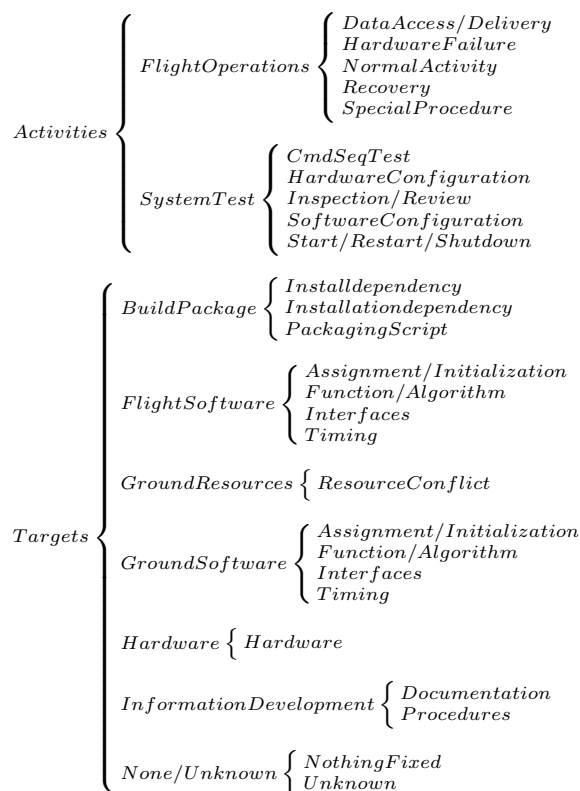 Activities
FlightOperations
DataAccess/Delivery
HardwareFailure
NormalActivity
Recovery
SpecialProcedure
SystemTest
CmdSeqTest
HardwareConfiguration
Inspection/Review
SoftwareConfiguration
Start/Restart/Shutdown
Targets
BuildPackage
Installdependency
Installationdependency
PackagingScript
FlightSoftware
Assignment/Initialization
Function/Algorithm
Interfaces
Timing
GroundResources
ResourceConflict
GroundSoftware
Assignment/Initialization
Function/Algorithm
Interfaces
Timing
Hardware
Hardware
InformationDevelopment
Documentation
Procedures
None/Unknown
NothingFixed
Unknown